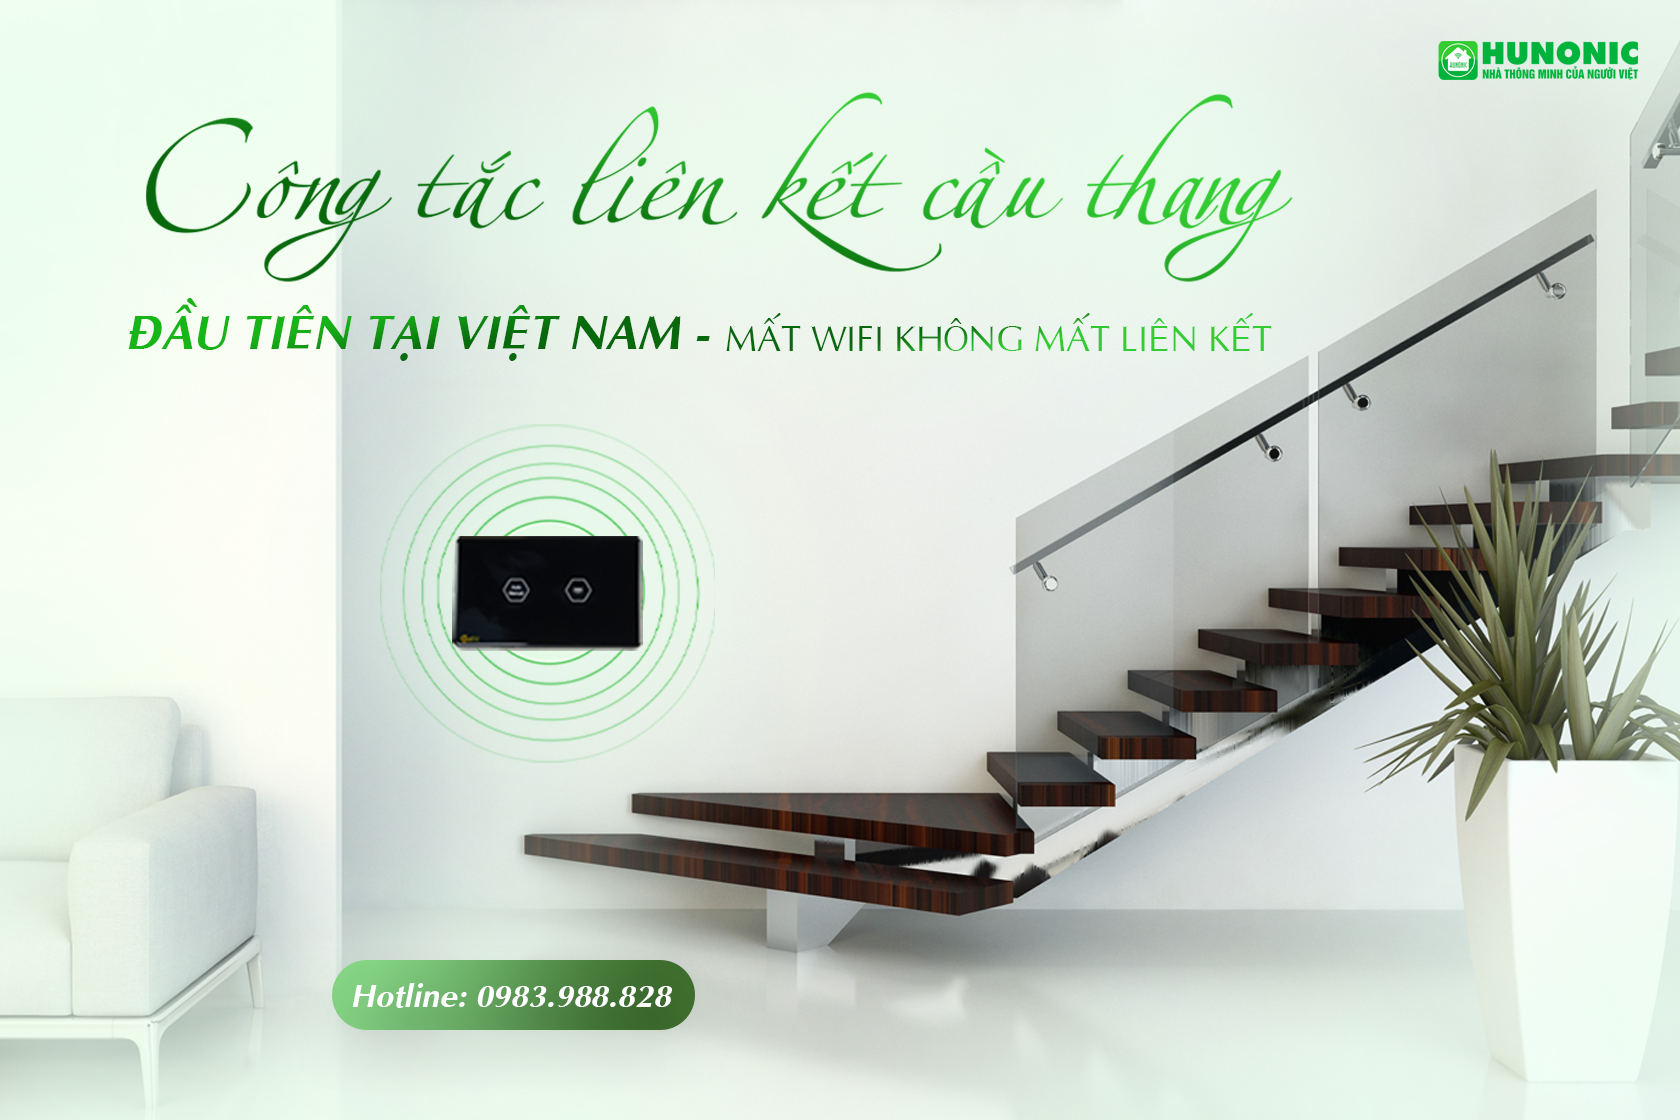 HUNONIC
NHÀ THÔNG MINH CỦA NGƯỜI VIỆT
Công tắc liên kết cầu thang
ĐẦU TIÊN TẠI VIỆT NAM - MẤT WIFI KHÔNG MẤT LIÊN KẾT
Hotline: 0983.988.828